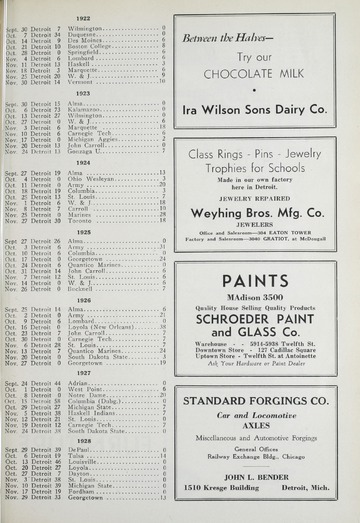 1922
Sept. 30 Detroit 7 Wilmington 0
Oct. 7 Detroit 34 Duquesne 0
Oct. 14 Detroit 9 Des Moines 6
Oct. 21 Detroit 10 Boston College 8
Oct. 28 Detroit 0 Springfield 0
Nov. 4 Detroit 6 Lombard 6
Nov. 11 Detroit 13 Haskell 3
Nov. 18 Detroit 3 Marquette 6
Nov. 25 Detroit 20 W. & J. 9
Nov. 30 Detroit 14 Vermont 10
1923
Sept. 30 Detroit 15 Alma 0
Oct. 6 Detroit 73 Kalamazoo 0
Oct. 13 Detroit 27 Wilmington 0
Oct. 27 Detroit 0 W. & J. 6
Nov. 3 Detroit 6 Marquette 18
Nov. 10 Detroit 6 Carnegie Tech 6
Nov. 17 Detroit 0 Michigan Aggies 2
Nov. 20 Detroit 13 John Carroll 0
Nov. 24 Detroit 13 Gonzaga U. 7
1924
Sept. 27 Detroit 19 Alma 13
Oct. 4 Detroit 0 Ohio Wesleyan 3
Oct. 11 Detroit 0 Army 20
Oct. 18 Detroit 19 Columbia 3
Oct. 25 Detroit 13 St. Louis 7
Nov. 1 Detroit 6 W. & J. 18
Nov. 8 Detroit 7 Carroll 10
Nov. 25 Detroit 0 Marines 28
Nov. 27 Detroit 30 Toronto 18
1925
Sept 27 Detroit 26 Alma 0
Oct. 3 Detroit 6 Army 31
Oct. 10 Detroit 6 Columbia 0
Oct. 17 Detroit 0 Georgetown 24
Oct. 24 Detroit 6 Quantico Marines 0
Oct. 31 Detroit 14 John Carroll 6
Nov. 7 Detroit 12 St. Louis 6
Nov. 14 Detroit 0 W. & J. 6
Nov. 26 Detroit 0 Bucknell 7
1926
Sept. 25 Detroit 14 Alma 6
Oct. 2 Detroit 0 Army 21
Oct. 9 Detroit 6 Lombard 0
Oct. 16 Detroit 0 Loyola (New Orleans) 38
Oct. 23 Detroit 7 John Carroll 7
Oct. 30 Detroit 0 Carnegie Tech 7
Nov. 6 Detroit 28 St. Louis 7
Nov. 13 Detroit 7 Quantico Marines 24
Nov. 20 Detroit 0 South Dakota State 3
Nov. 27 Detroit 0 Georgetown 19
1927
Sept. 24 Detroit 44 Adrian 0
Oct. 1 Detroit 0 West Point 6
Oct. 8 Detroit 0 Notre Dame 20
Oct. 15 Detroit 58 Columbia (Dubq.) 0
Oct. 29 Detroit 27 Michigan State 7
Nov. 5 Detroit 38 Haskell Indians 7
Nov. 12 Detroit 21 St. Louis 0
Nov. 19 Detroit 12 Carnegie Tech 7
Nov. 24 Detroit 38 South Dakota State 0
1928
Sept 29 Detroit 39 DePaul 0
Oct. 6 Detroit 19 Tulsa 14
Oct. 13 Detroit 46 Louisville 0
Oct. 20 Detroit 27 Loyola 0
Oct. 27 Detroit 7 Dayton 0
Nov. 3 Detroit 38 St. Louis 0
Nov. 10 Detroit 39 Michigan State 0
Nov. 17 Detroit 19 Fordham 0
Nov. 29 Detroit 33 Georgetown 13
Between the Halves—
Try our
CHOCOLATE MILK
Ira Wilson Sons Dairy Co.
Class Rings - Pins - Jewelry
Trophies for Schools
Made in our own factory
here in Detroit.
JEWELRY REPAIRED
Weyhing Bros. Mfg. Co.
JEWELERS
Office and Salesroom—304 EATON TOWER
Factory and Salesroom—3040 GRATIOT, at McDougall
PAINTS
MAdison 3500
Quality House Selling Quality Products
SCHROEDER PAINT
and GLASS Co.
Warehouse - - 5914-5938 Twelfth St.
Downtown Store - 127 Cadillac Square
Uptown Store - Twelfth St. at Antoinette
Ask Your Hardware or Paint Dealer
STANDARD FORGINGS CO.
Car and Locomotive
AXLES
Miscellaneous and Automotive Forgings
General Offices
Railway Exchange Bldg., Chicago
JOHN L. BENDER
1510 Kresge Building Detroit, Mich.